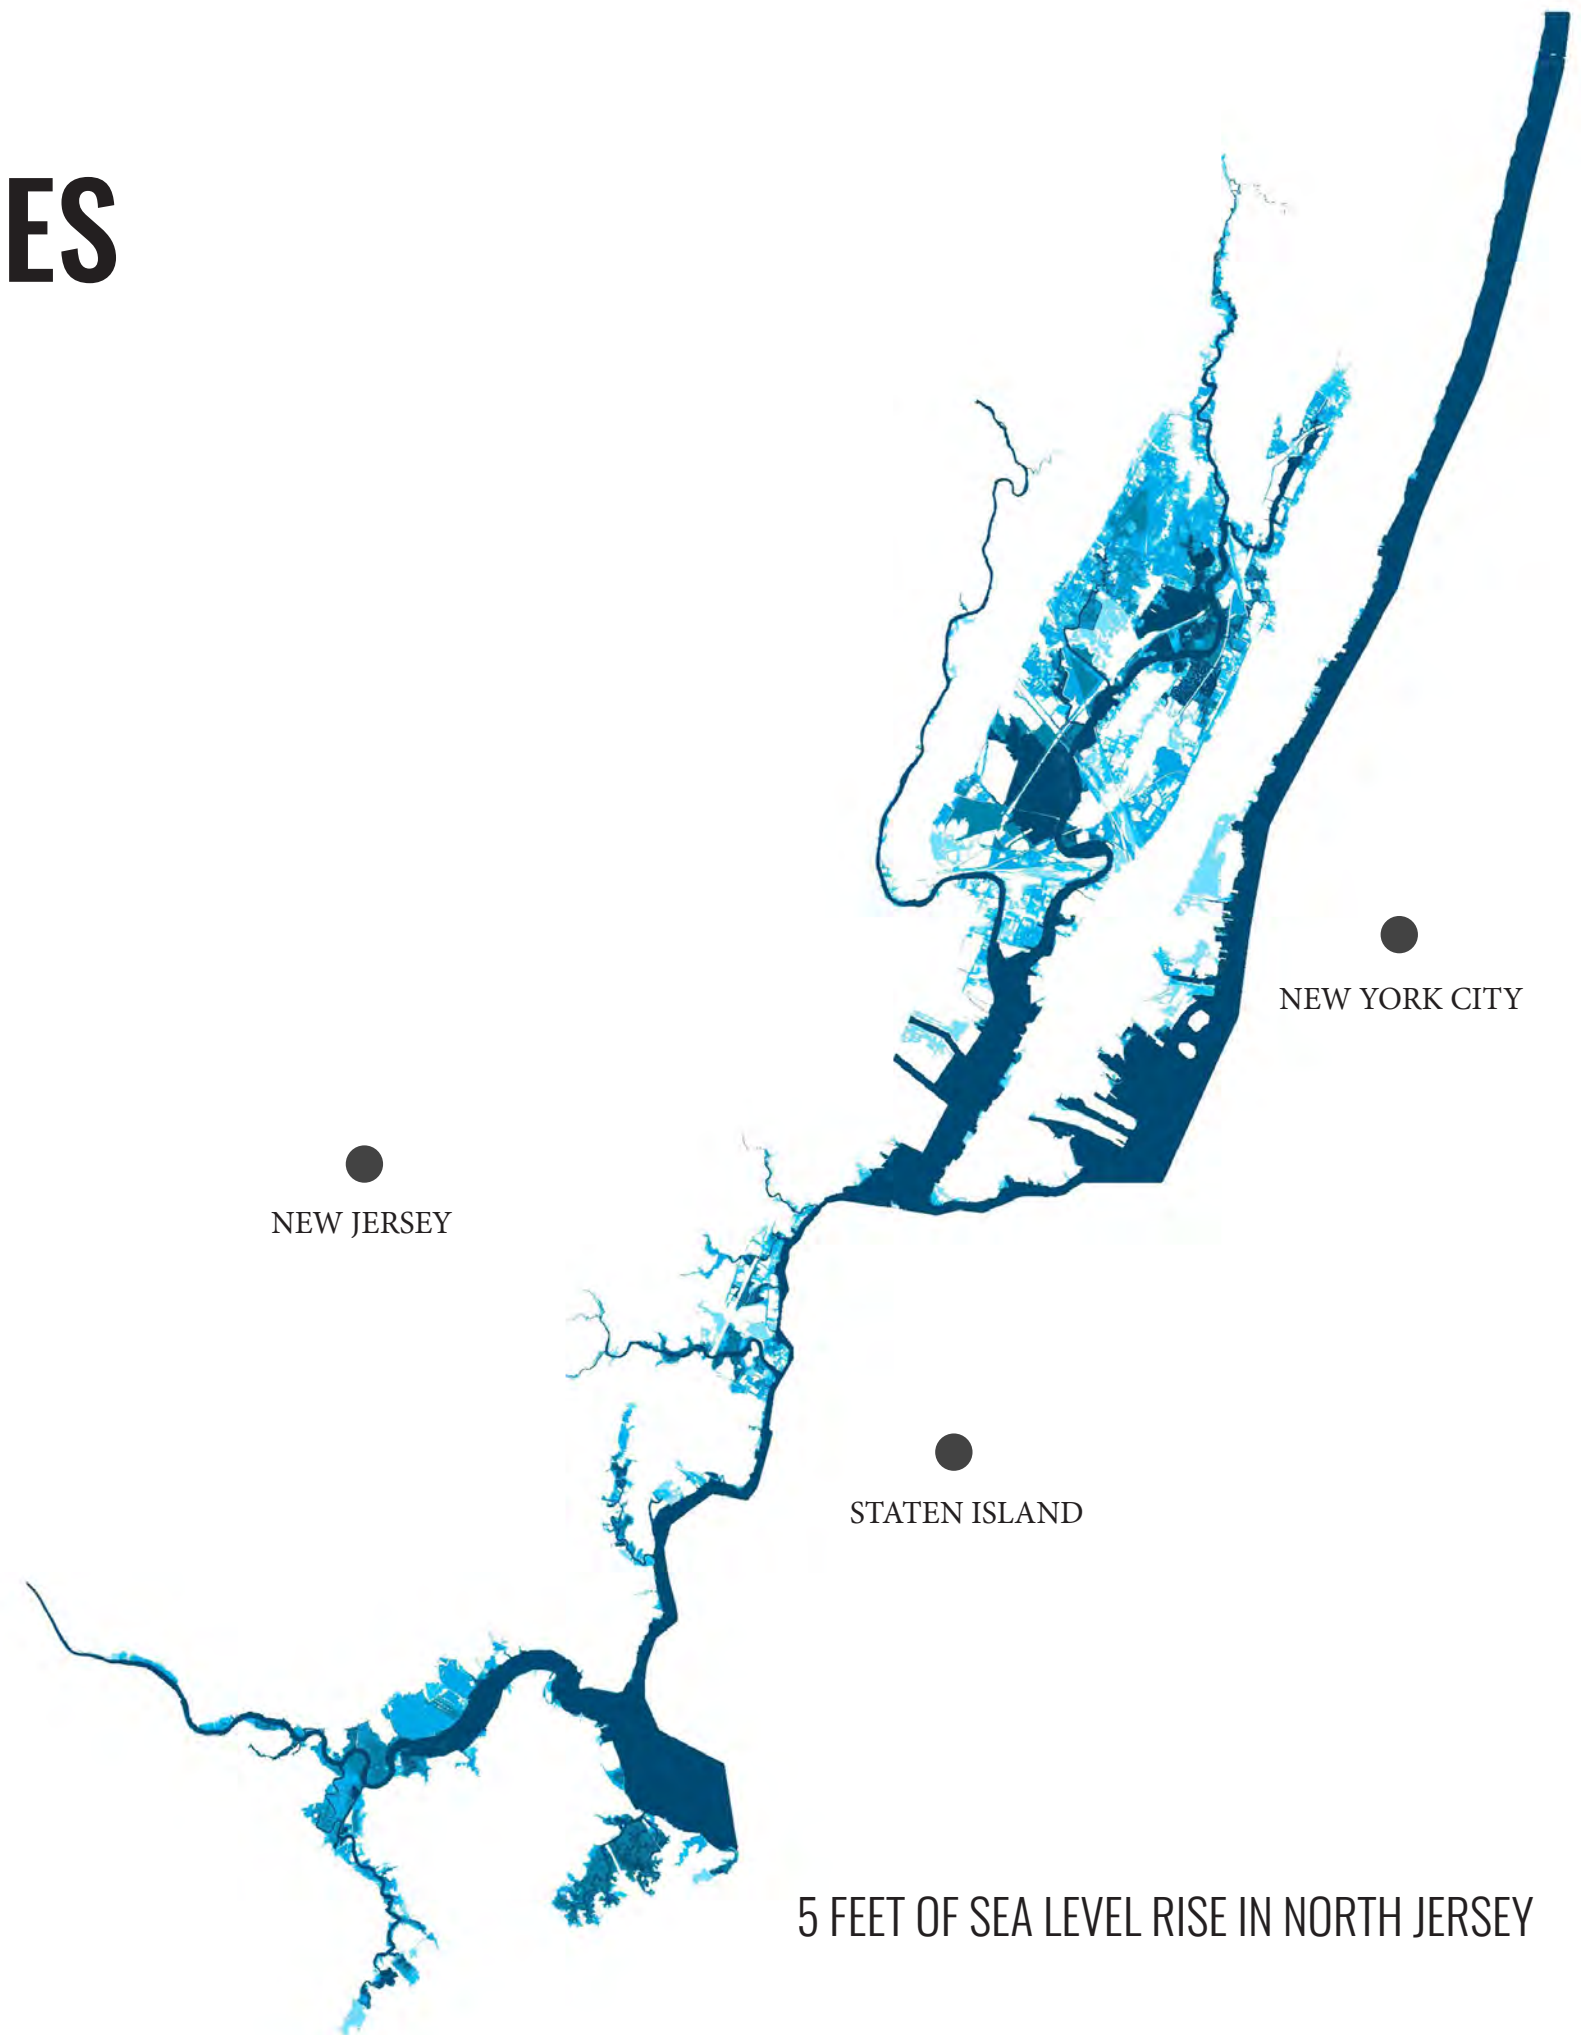 ES
NEW YORK CITY
NEW JERSEY
STATEN ISLAND
5 FEET OF SEA LEVEL RISE IN NORTH JERSEY